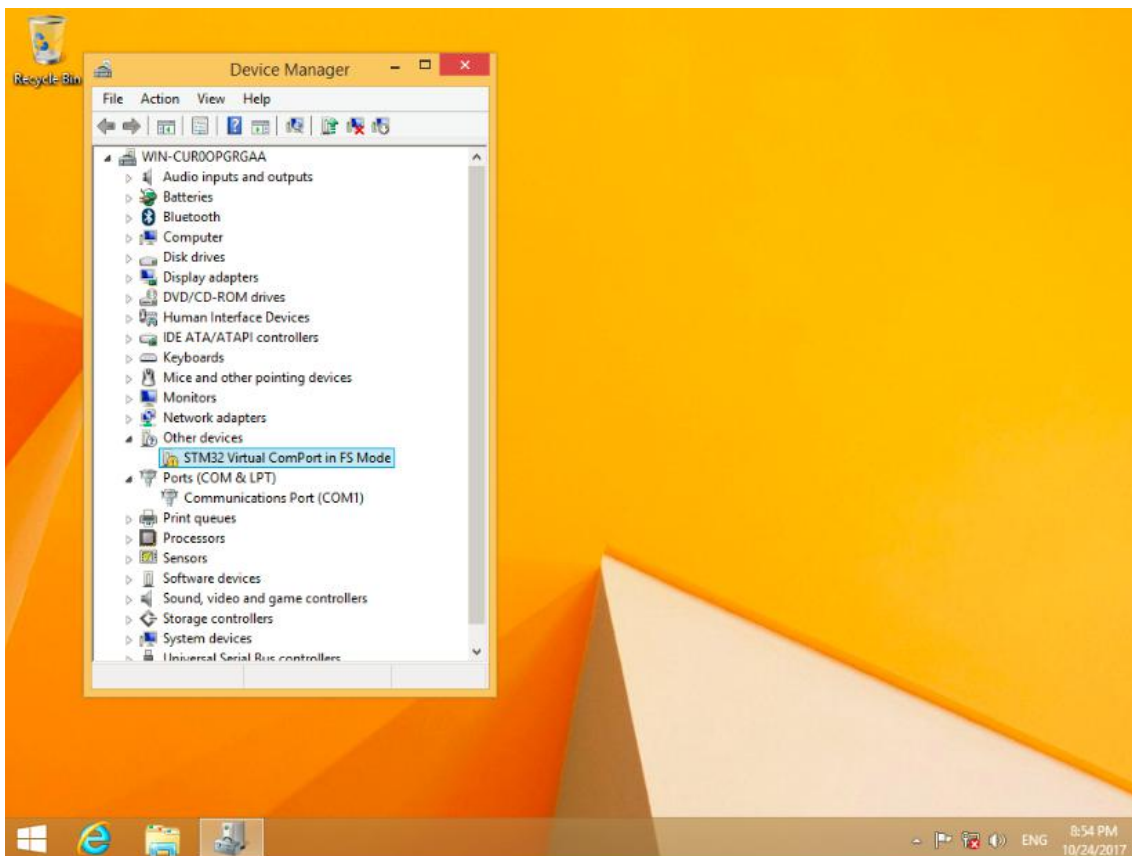 Recycle Bin
Device Manager
File Action View Help
WIN-CUR0OPGRGAA
Audio inputs and outputs
Batteries
Bluetooth
Computer
Disk drives
Display adapters
DVD/CD-ROM drives
Human Interface Devices
IDE ATA/ATAPI controllers
Keyboards
Mice and other pointing devices
Monitors
Network adapters
Other devices
STM32 Virtual ComPort in FS Mode
Ports (COM & LPT)
Communications Port (COM1)
Print queues
Processors
Sensors
Software devices
Sound, video and game controllers
Storage controllers
System devices
Universal Serial Bus controllers
ENG
8:54 PM
10/24/2017